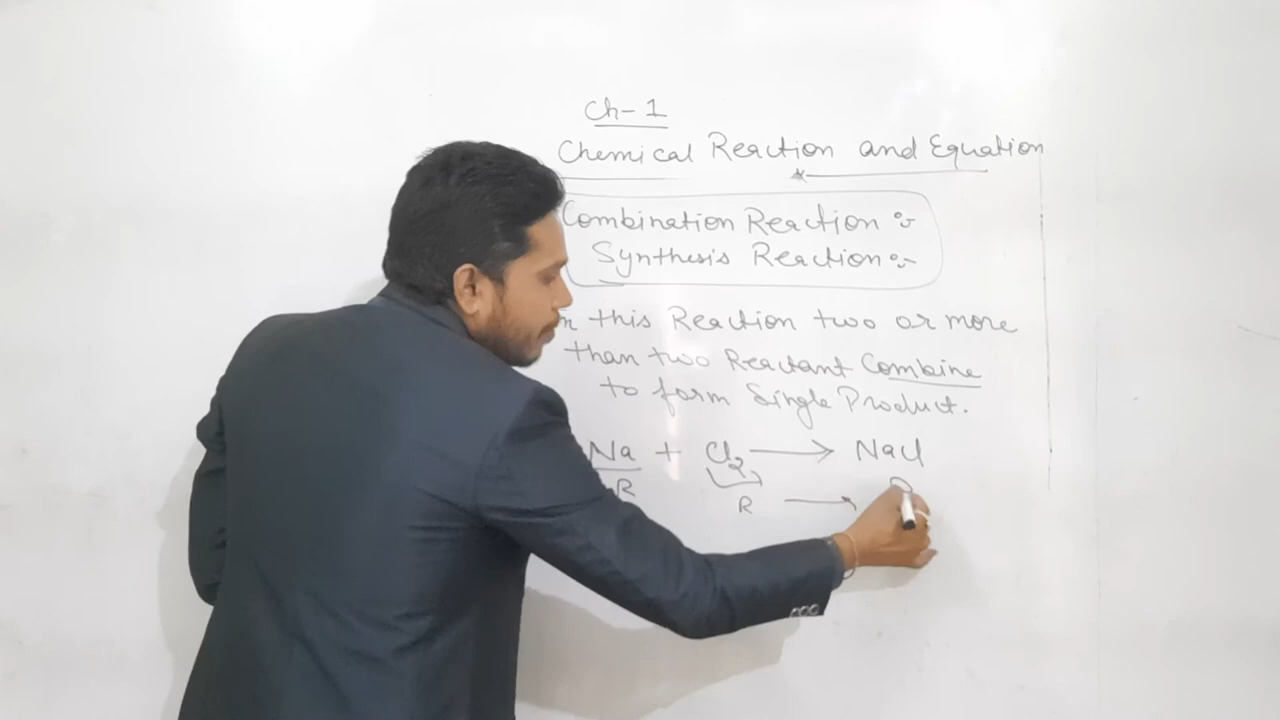 Ch-1
Chemical Reaction and Equation
Combination Reaction :-
Synthesis Reaction :-
n this Reaction two or more
than two Reactant Combine
to form Single Product.
Na + Cl2 → NaCl
R R →